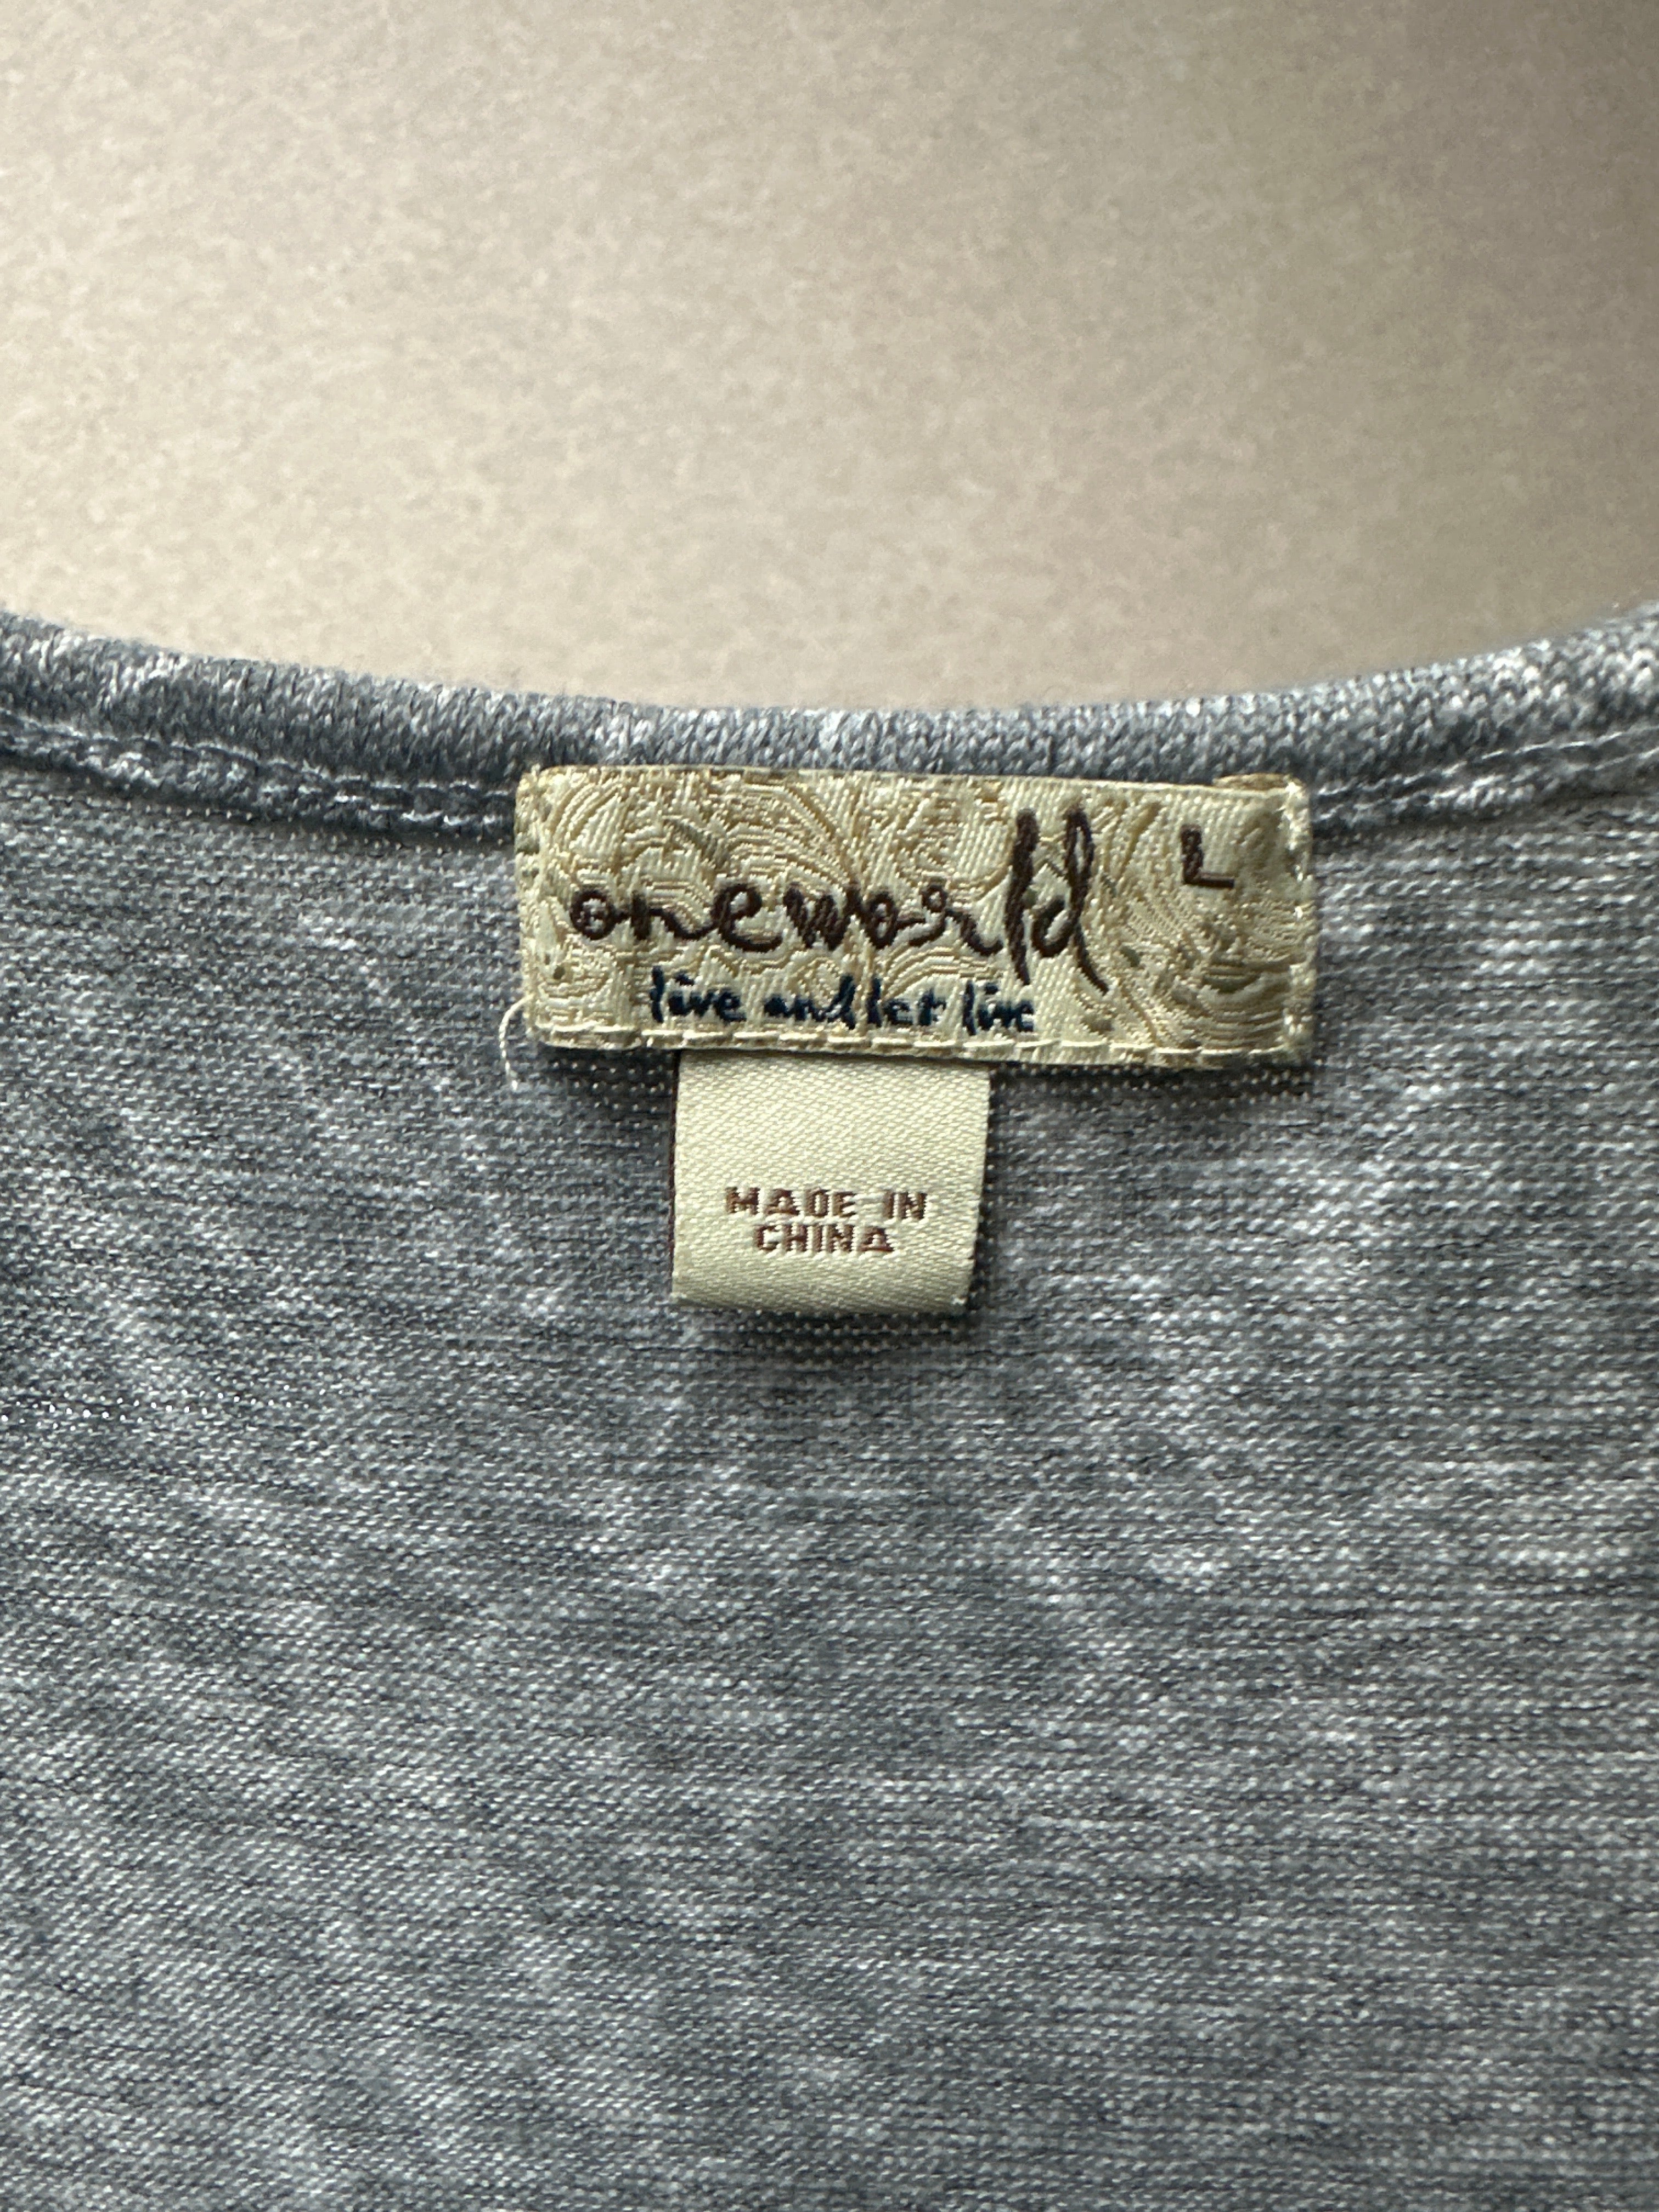 oneworld L
live and let live
MADE IN
CHINA